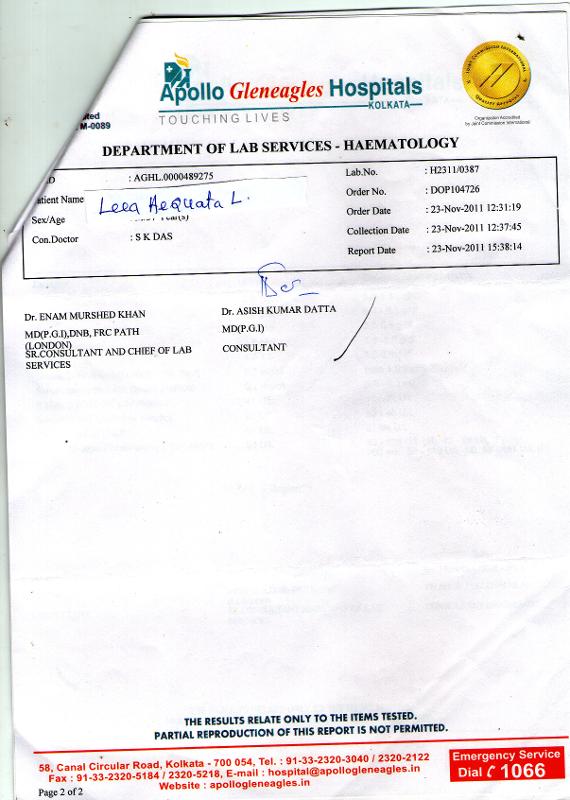 Apollo Gleneagles Hospitals
KOLKATA
TOUCHING LIVES
M-0089
Organization Accredited
by Joint Commission International
DEPARTMENT OF LAB SERVICES - HAEMATOLOGY
: AGHL.0000489275
Patient Name Leea Aequata L.
Sex/Age Year(s)
Con.Doctor : S K DAS
Lab.No. : H2311/0387
Order No. : DOP104726
Order Date : 23-Nov-2011 12:31:19
Collection Date : 23-Nov-2011 12:37:45
Report Date : 23-Nov-2011 15:38:14
Dr. ENAM MURSHED KHAN
MD(P.G.I),DNB, FRC PATH
(LONDON)
SR.CONSULTANT AND CHIEF OF LAB
SERVICES
Dr. ASISH KUMAR DATTA
MD(P.G.I)
CONSULTANT
THE RESULTS RELATE ONLY TO THE ITEMS TESTED.
PARTIAL REPRODUCTION OF THIS REPORT IS NOT PERMITTED.
58, Canal Circular Road, Kolkata - 700 054, Tel. : 91-33-2320-3040 / 2320-2122
Fax : 91-33-2320-5184 / 2320-5218, E-mail : hospital@apollogleneagles.in
Website : apollogleneagles.in
Emergency Service
Dial 1066
Page 2 of 2